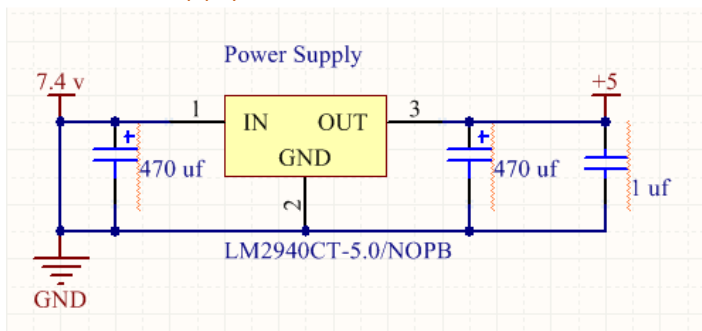 Power Supply
7.4 v
+5
1
3
IN
OUT
GND
+
+
470 uf
470 uf
1 uf
2
LM2940CT-5.0/NOPB
GND